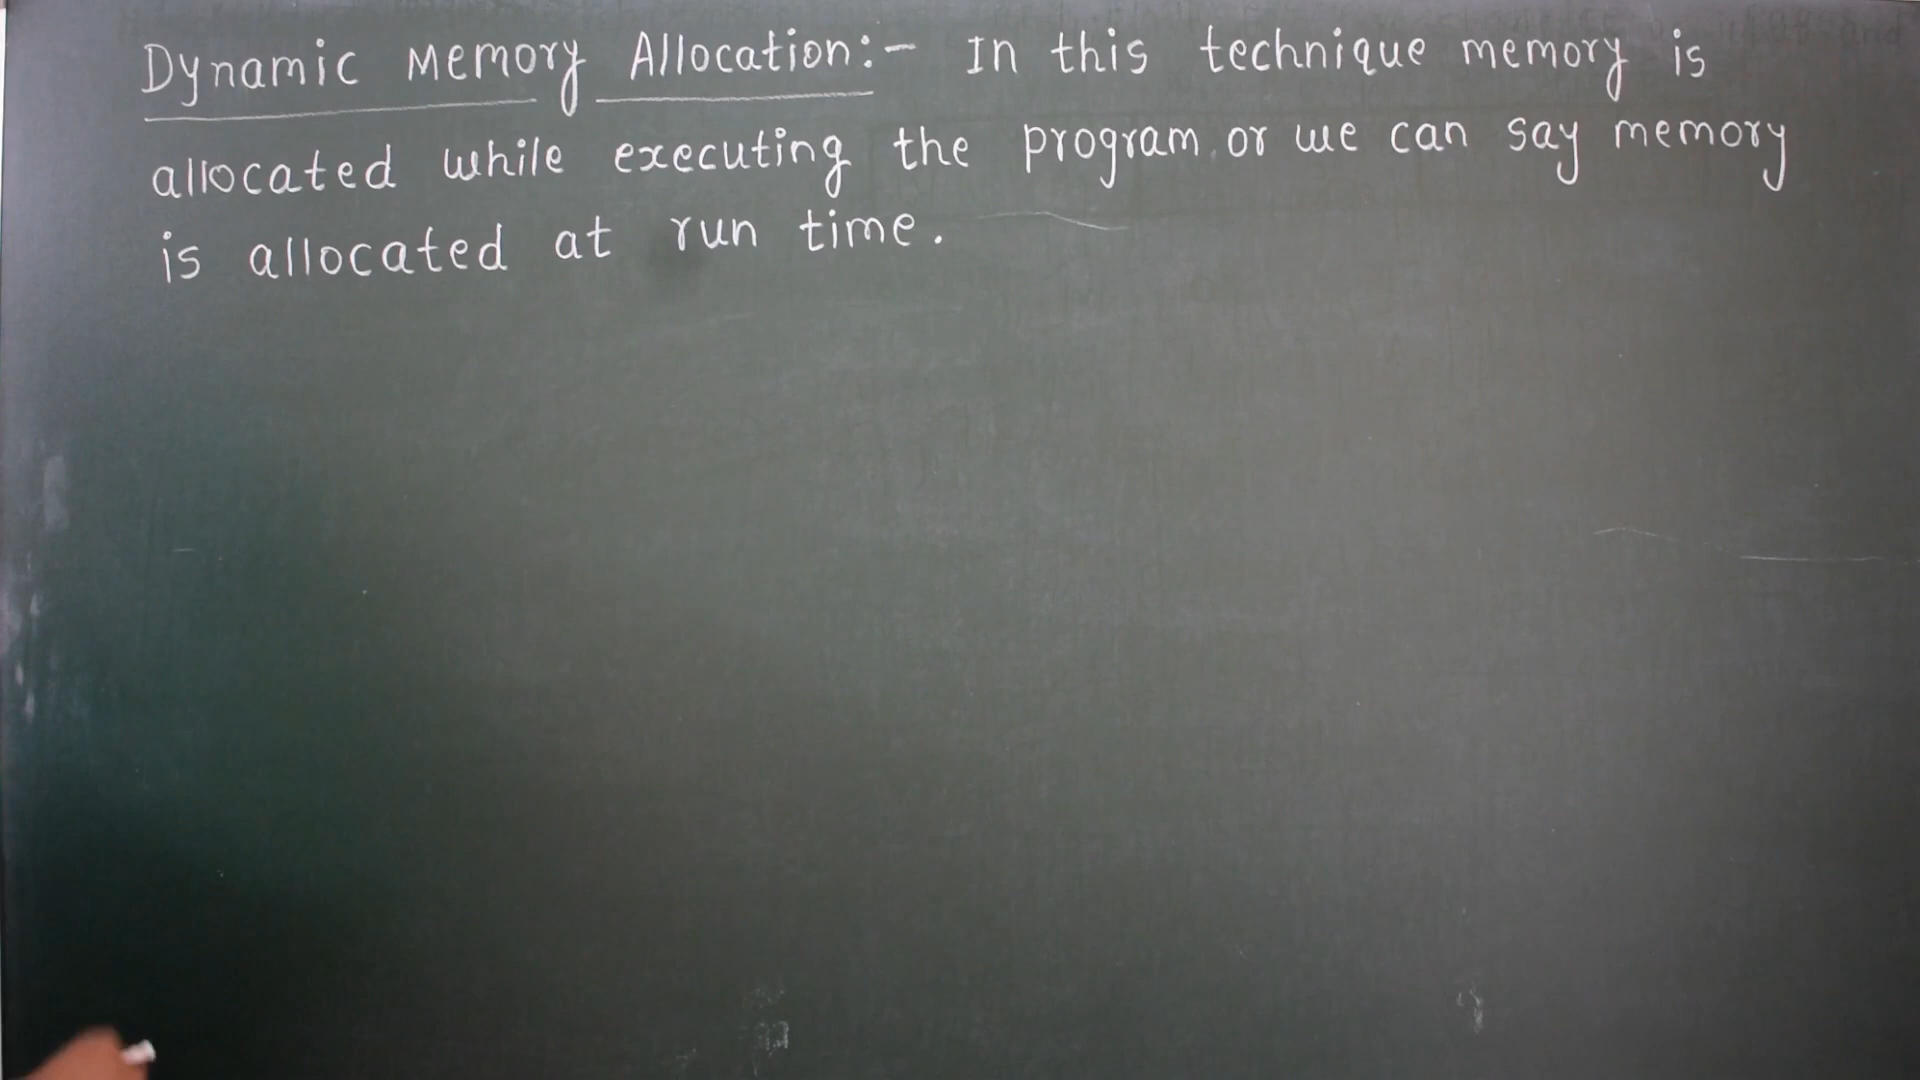 Dynamic Memory Allocation:- In this technique memory is
allocated while executing the program or we can say memory
is allocated at run time.